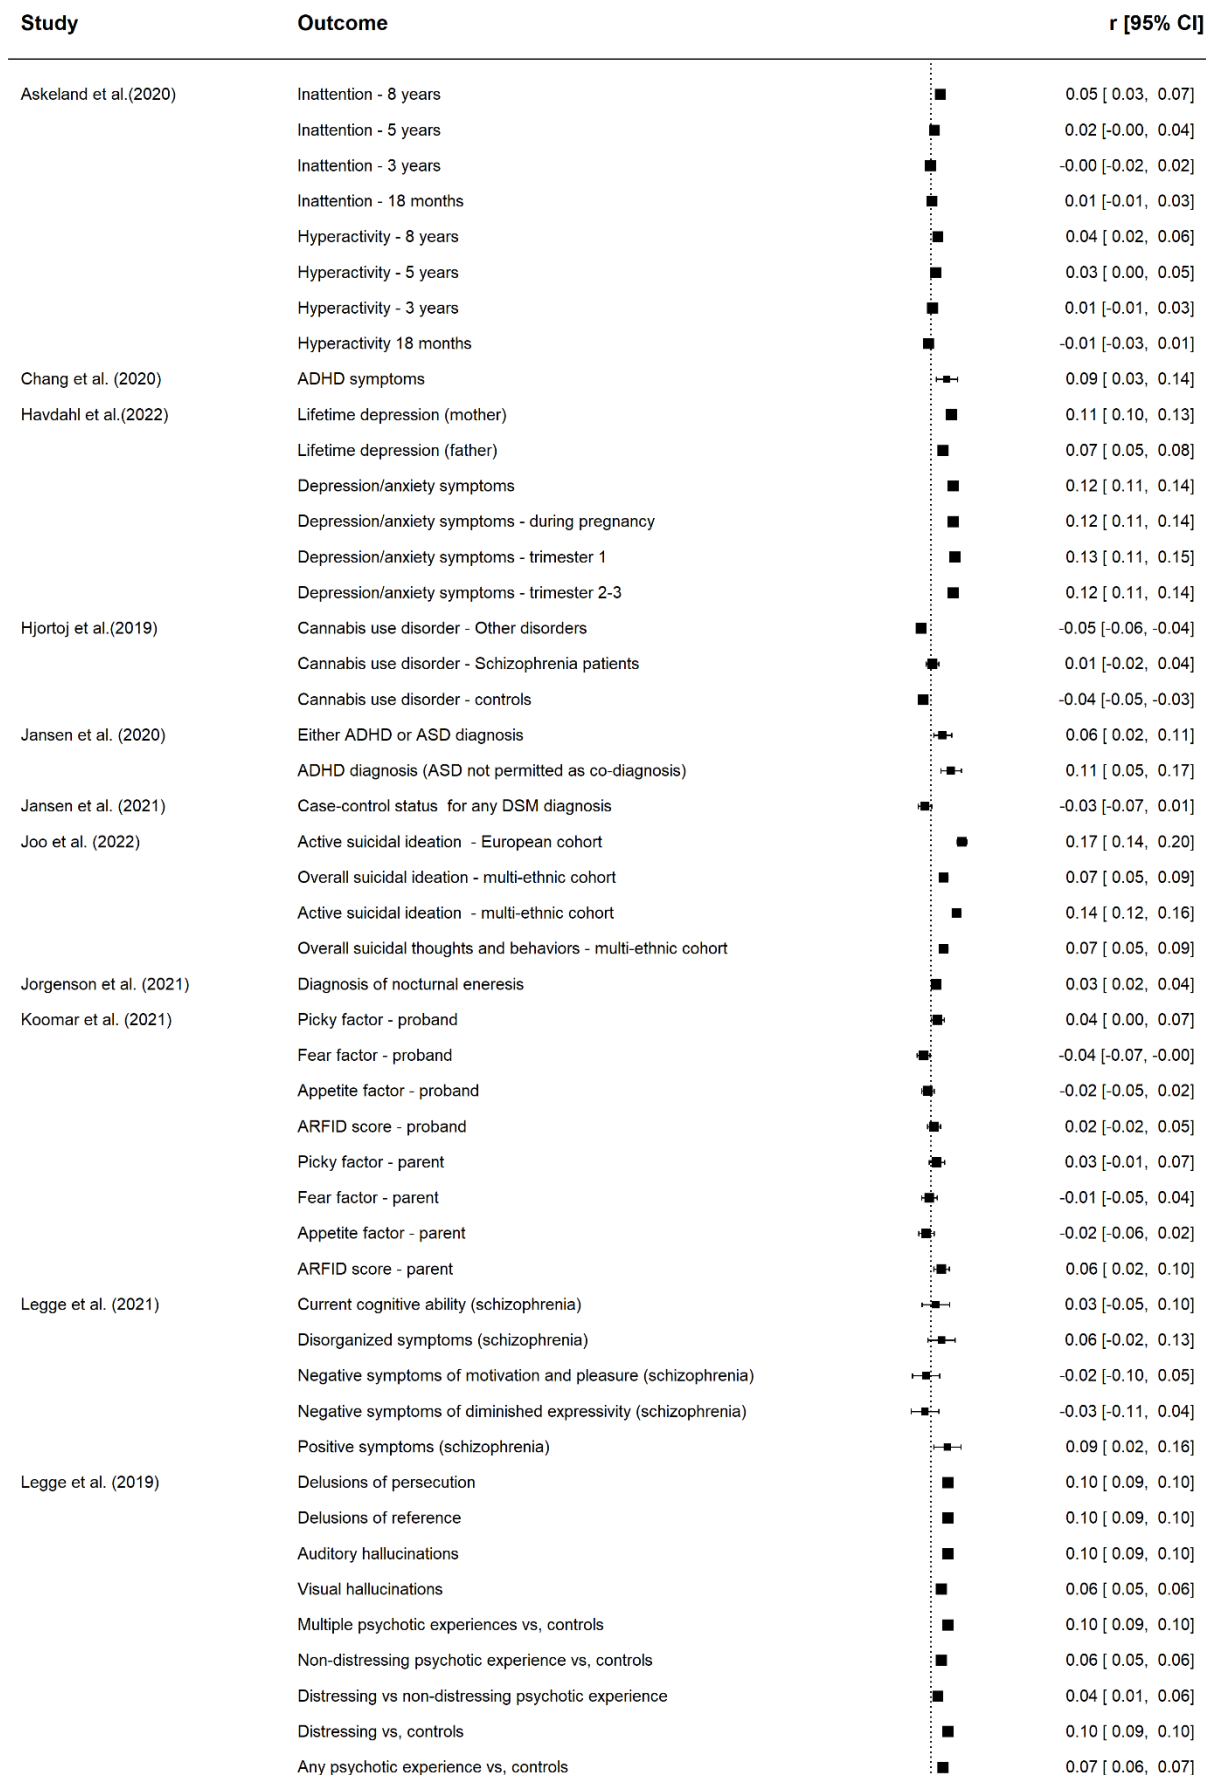 Study Outcome r [95% CI]
Askeland et al.(2020) Inattention - 8 years 0.05 [ 0.03, 0.07]
Inattention - 5 years 0.02 [-0.00, 0.04]
Inattention - 3 years -0.00 [-0.02, 0.02]
Inattention - 18 months 0.01 [-0.01, 0.03]
Hyperactivity - 8 years 0.04 [ 0.02, 0.06]
Hyperactivity - 5 years 0.03 [ 0.00, 0.05]
Hyperactivity - 3 years 0.01 [-0.01, 0.03]
Hyperactivity 18 months -0.01 [-0.03, 0.01]
Chang et al. (2020) ADHD symptoms 0.09 [ 0.03, 0.14]
Havdahl et al.(2022) Lifetime depression (mother) 0.11 [ 0.10, 0.13]
Lifetime depression (father) 0.07 [ 0.05, 0.08]
Depression/anxiety symptoms 0.12 [ 0.11, 0.14]
Depression/anxiety symptoms - during pregnancy 0.12 [ 0.11, 0.14]
Depression/anxiety symptoms - trimester 1 0.13 [ 0.11, 0.15]
Depression/anxiety symptoms - trimester 2-3 0.12 [ 0.11, 0.14]
Hjortoj et al.(2019) Cannabis use disorder - Other disorders -0.05 [-0.06, -0.04]
Cannabis use disorder - Schizophrenia patients 0.01 [-0.02, 0.04]
Cannabis use disorder - controls -0.04 [-0.05, -0.03]
Jansen et al. (2020) Either ADHD or ASD diagnosis 0.06 [ 0.02, 0.11]
ADHD diagnosis (ASD not permitted as co-diagnosis) 0.11 [ 0.05, 0.17]
Jansen et al. (2021) Case-control status for any DSM diagnosis -0.03 [-0.07, 0.01]
Joo et al. (2022) Active suicidal ideation - European cohort 0.17 [ 0.14, 0.20]
Overall suicidal ideation - multi-ethnic cohort 0.07 [ 0.05, 0.09]
Active suicidal ideation - multi-ethnic cohort 0.14 [ 0.12, 0.16]
Overall suicidal thoughts and behaviors - multi-ethnic cohort 0.07 [ 0.05, 0.09]
Jorgenson et al. (2021) Diagnosis of nocturnal eneresis 0.03 [ 0.02, 0.04]
Koomar et al. (2021) Picky factor - proband 0.04 [ 0.00, 0.07]
Fear factor - proband -0.04 [-0.07, -0.00]
Appetite factor - proband -0.02 [-0.05, 0.02]
ARFID score - proband 0.02 [-0.02, 0.05]
Picky factor - parent 0.03 [-0.01, 0.07]
Fear factor - parent -0.01 [-0.05, 0.04]
Appetite factor - parent -0.02 [-0.06, 0.02]
ARFID score - parent 0.06 [ 0.02, 0.10]
Legge et al. (2021) Current cognitive ability (schizophrenia) 0.03 [-0.05, 0.10]
Disorganized symptoms (schizophrenia) 0.06 [-0.02, 0.13]
Negative symptoms of motivation and pleasure (schizophrenia) -0.02 [-0.10, 0.05]
Negative symptoms of diminished expressivity (schizophrenia) -0.03 [-0.11, 0.04]
Positive symptoms (schizophrenia) 0.09 [ 0.02, 0.16]
Legge et al. (2019) Delusions of persecution 0.10 [ 0.09, 0.10]
Delusions of reference 0.10 [ 0.09, 0.10]
Auditory hallucinations 0.10 [ 0.09, 0.10]
Visual hallucinations 0.06 [ 0.05, 0.06]
Multiple psychotic experiences vs, controls 0.10 [ 0.09, 0.10]
Non-distressing psychotic experience vs, controls 0.06 [ 0.05, 0.06]
Distressing vs non-distressing psychotic experience 0.04 [ 0.01, 0.06]
Distressing vs, controls 0.10 [ 0.09, 0.10]
Any psychotic experience vs, controls 0.07 [ 0.06, 0.07]